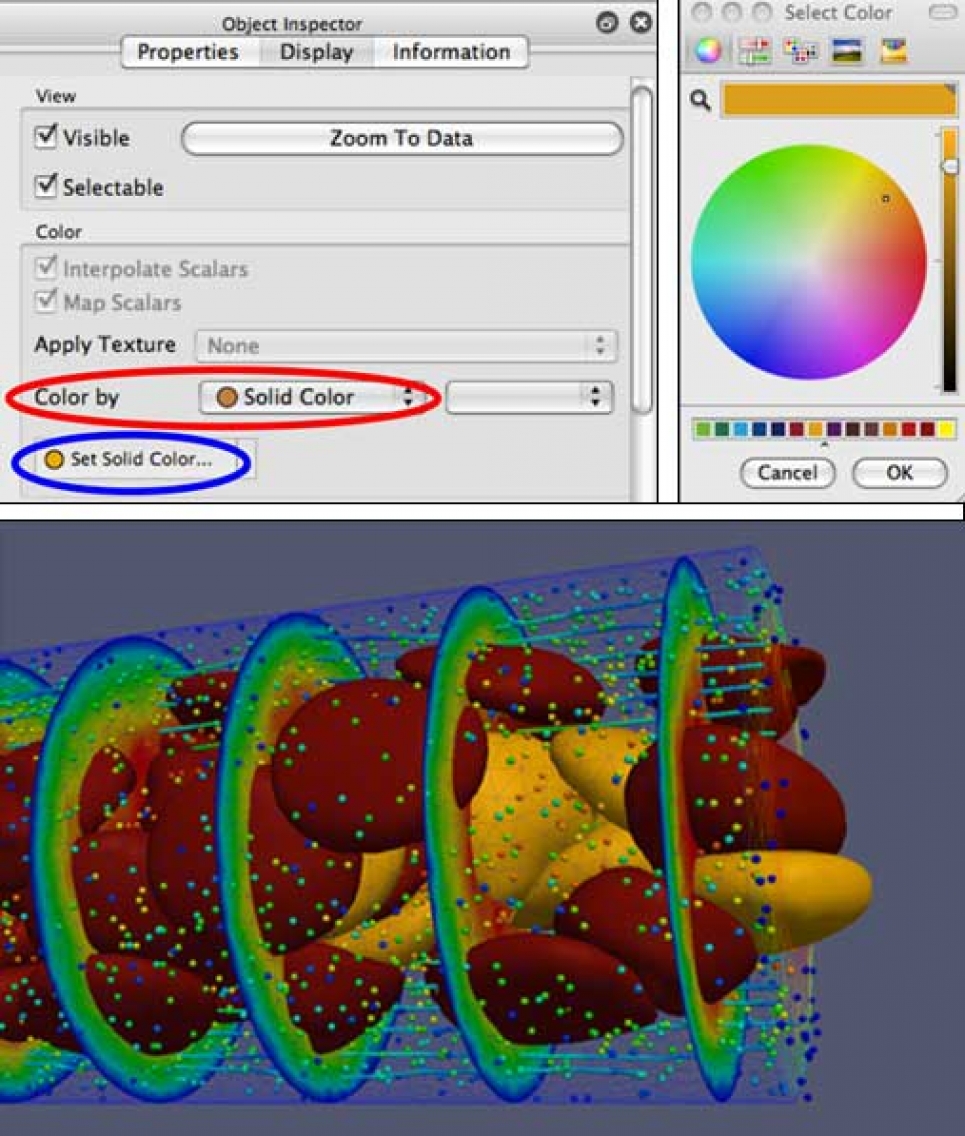 Object Inspector
Properties Display Information
View
Visible Zoom To Data
Selectable
Color
Interpolate Scalars
Map Scalars
Apply Texture None
Color by Solid Color
Set Solid Color...
Select Color
Cancel OK